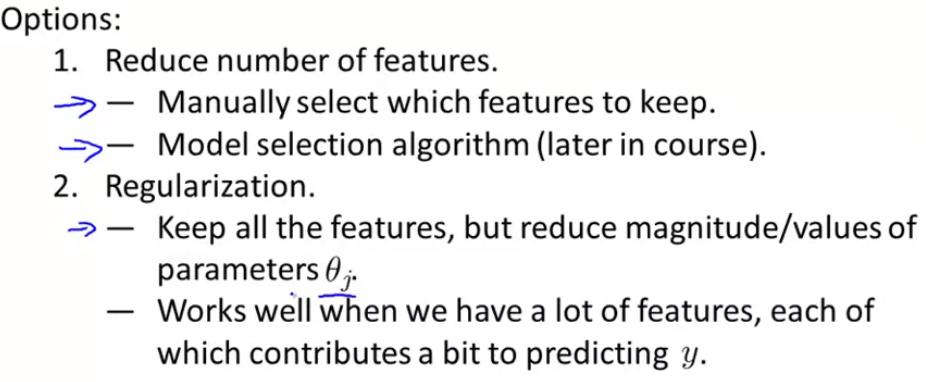 Options:
1. Reduce number of features.
— Manually select which features to keep.
— Model selection algorithm (later in course).
2. Regularization.
— Keep all the features, but reduce magnitude/values of
parameters θⱼ.
— Works well when we have a lot of features, each of
which contributes a bit to predicting y.